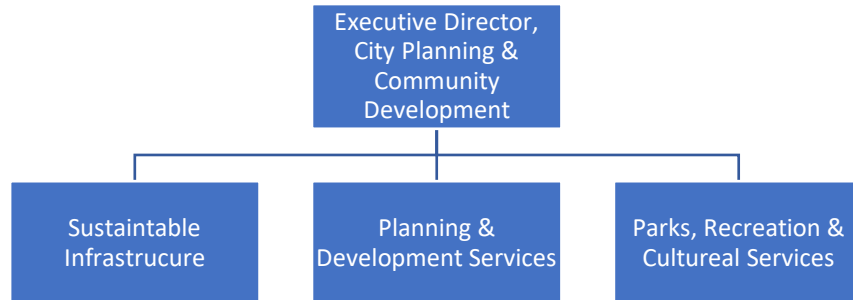 Executive Director,
City Planning &
Community
Development
Sustaintable
Infrastrucure
Planning &
Development Services
Parks, Recreation &
Cultureal Services